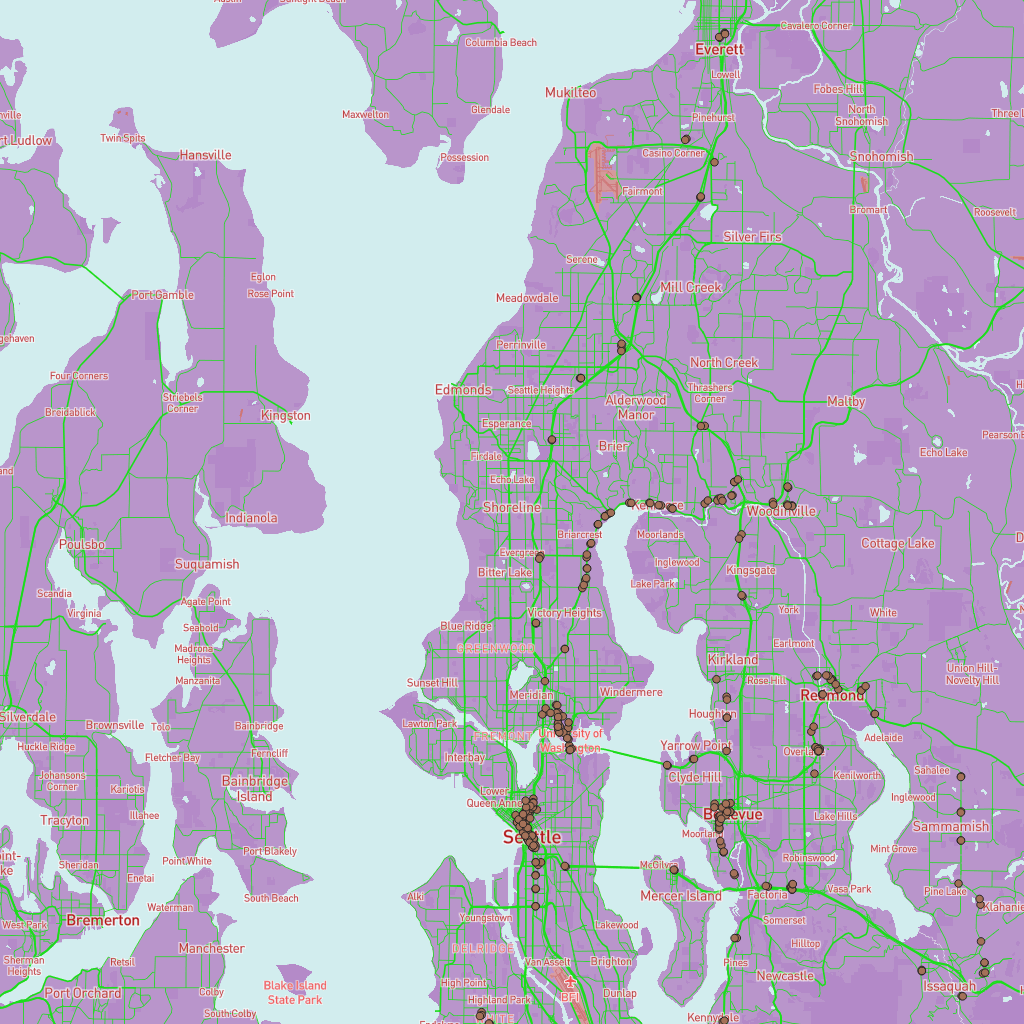 Columbia Beach
Cavalero Corner
Everett
Lowell
Mukilteo
Fobes Hill
Maxwelton
Glendale
North
Snohomish
Pinehurst
Twin Spits
Hansville
Possession
Casino Corner
Snohomish
Fairmont
Bromart
Roosevelt
Silver Firs
Serene
Eglon
Rose Point
Port Gamble
Meadowdale
Mill Creek
Perrinville
North Creek
Four Corners
Striebels
Corner
Breidablick
Kingston
Edmonds
Seattle Heights
Thrashers
Corner
Alderwood
Manor
Maltby
Esperance
Brier
Echo Lake
Firdale
Echo Lake
Shoreline
Woodinville
Indianola
Briarcrest
Moorlands
Poulsbo
Suquamish
Evergreen
Bitter Lake
Inglewood
Lake Park
Kingsgate
Cottage Lake
Scandia
Virginia
Agate Point
Seabold
Madrona
Heights
Manzanita
Victory Heights
Blue Ridge
GREENWOOD
York
White
Earlmont
Kirkland
Rose Hill
Union Hill-
Novelty Hill
Sunset Hill
Meridian
Windermere
Redmond
Silverdale
Brownsville
Tolo
Bainbridge
Lawton Park
FREMONT
University of
Washington
Adelaide
Huckle Ridge
Fletcher Bay
Ferncliff
Interbay
Yarrow Point
Clyde Hill
Kenilworth
Sahalee
Johansons
Corner
Kariotis
Bainbridge
Island
Lower
Queen Anne
Inglewood
Illahee
Tracyton
Seattle
Bellevue
Lake Hills
Sammamish
Port Blakely
Point White
Robinswood
Mint Grove
Sheridan
Enetai
South Beach
Alki
Mercer Island
Factoria
Vasa Park
Pine Lake
Waterman
West Park
Bremerton
Youngstown
Lakewood
Somerset
Hilltop
Manchester
DELRIDGE
Sherman
Heights
Retsil
Van Asselt
Brighton
Pines
Newcastle
Issaquah
Port Orchard
Colby
Blake Island
State Park
High Point
BFI
Dunlap
South Colby
Highland Park
Kennydale